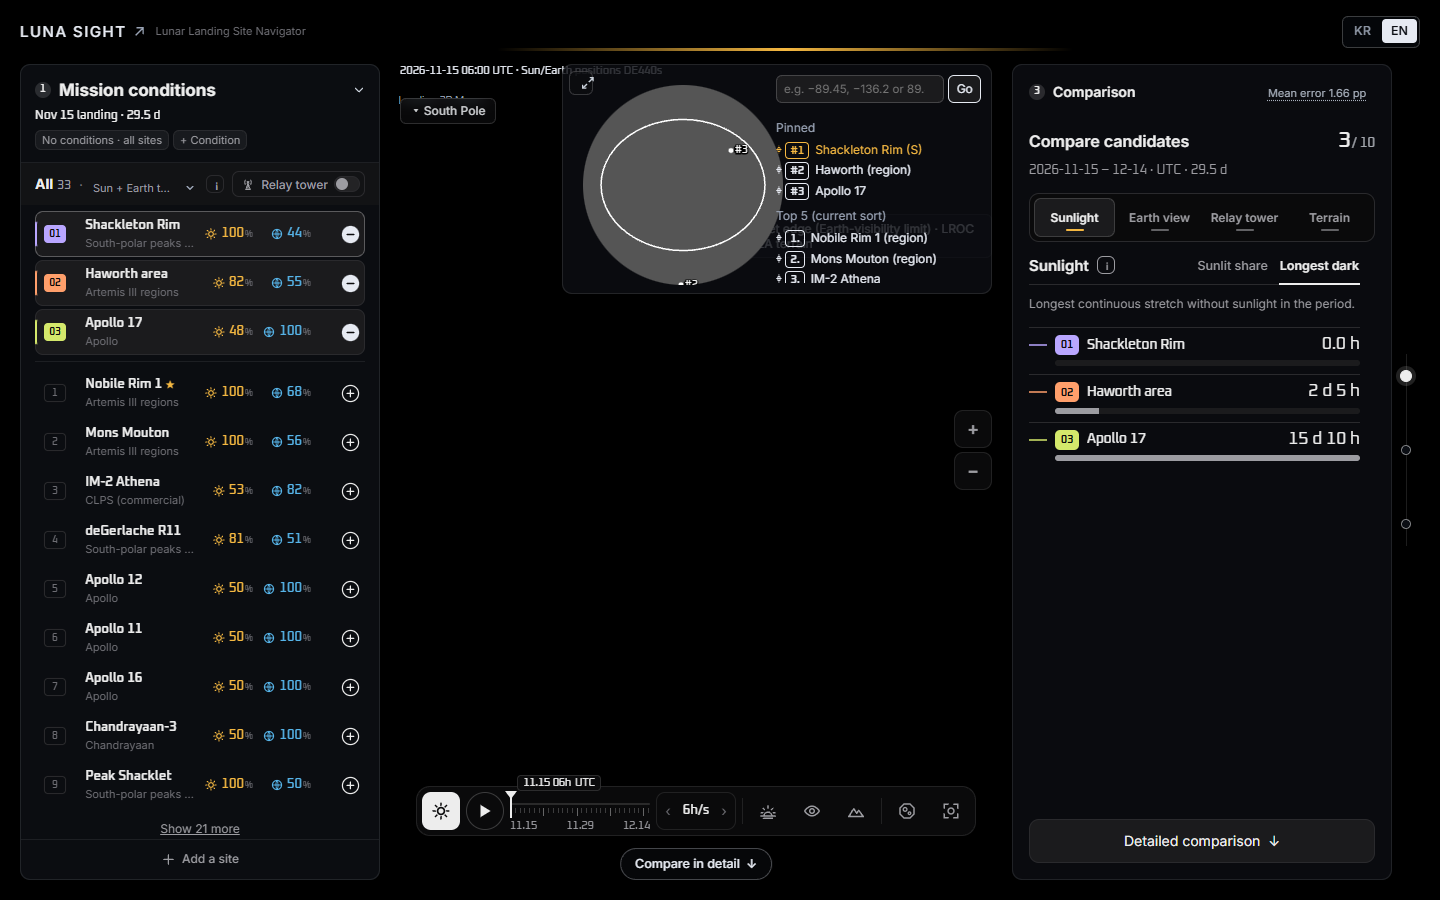 LUNA SIGHT
Lunar Landing Site Navigator
KR EN
1 Mission conditions
Nov 15 landing · 29.5 d
No conditions · all sites
+ Condition
All 33 · Sun + Earth t...
i
Relay tower
01 Shackleton Rim
South-polar peaks ...
100% 44%
02 Haworth area
Artemis III regions
82% 55%
03 Apollo 17
Apollo
48% 100%
1 Nobile Rim 1 ★
Artemis III regions
100% 68%
2 Mons Mouton
Artemis III regions
100% 56%
3 IM-2 Athena
CLPS (commercial)
53% 82%
4 deGerlache R11
South-polar peaks ...
81% 51%
5 Apollo 12
Apollo
50% 100%
6 Apollo 11
Apollo
50% 100%
7 Apollo 16
Apollo
50% 100%
8 Chandrayaan-3
Chandrayaan
50% 100%
9 Peak Shacklet
South-polar peaks ...
100% 50%
Show 21 more
+ Add a site
2026-11-15 06:00 UTC · Sun/Earth positions DE440s
South Pole
#3
#2
e.g. −89.45, −136.2 or 89.
Go
Pinned
#1 Shackleton Rim (S)
#2 Haworth (region)
#3 Apollo 17
Top 5 (current sort)
edge (Earth-visibility limit) · LROC
1. Nobile Rim 1 (region)
2. Mons Mouton (region)
3. IM-2 Athena
+
−
11.15 06h UTC
11.15 11.29 12.14
‹ 6h/s ›
Compare in detail ↓
3 Comparison
Mean error 1.66 pp
Compare candidates
3 / 10
2026-11-15 – 12-14 · UTC · 29.5 d
Sunlight
Earth view
Relay tower
Terrain
Sunlight i
Sunlit share
Longest dark
Longest continuous stretch without sunlight in the period.
01 Shackleton Rim 0.0 h
02 Haworth area 2 d 5 h
03 Apollo 17 15 d 10 h
Detailed comparison ↓